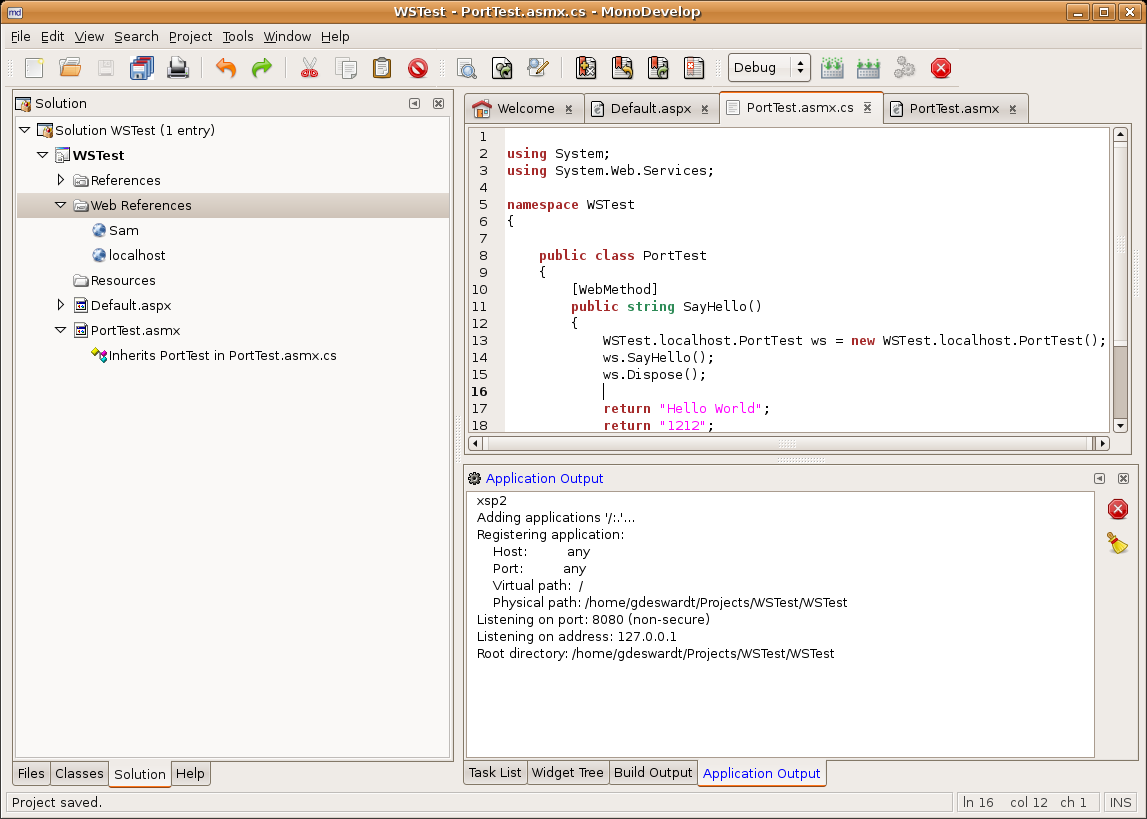 WSTest - PortTest.asmx.cs - MonoDevelop
File Edit View Search Project Tools Window Help
Debug
Solution
Solution WSTest (1 entry)
WSTest
References
Web References
Sam
localhost
Resources
Default.aspx
PortTest.asmx
Inherits PortTest in PortTest.asmx.cs
Files Classes Solution Help
Welcome Default.aspx PortTest.asmx.cs PortTest.asmx
1
2 using System;
3 using System.Web.Services;
4
5 namespace WSTest
6 {
7
8 public class PortTest
9 {
10 [WebMethod]
11 public string SayHello()
12 {
13 WSTest.localhost.PortTest ws = new WSTest.localhost.PortTest();
14 ws.SayHello();
15 ws.Dispose();
16
17 return "Hello World";
18 return "1212";
Application Output
xsp2
Adding applications '/:.'...
Registering application:
Host: any
Port: any
Virtual path: /
Physical path: /home/gdeswardt/Projects/WSTest/WSTest
Listening on port: 8080 (non-secure)
Listening on address: 127.0.0.1
Root directory: /home/gdeswardt/Projects/WSTest/WSTest
Task List Widget Tree Build Output Application Output
Project saved.
ln 16 col 12 ch 1 INS